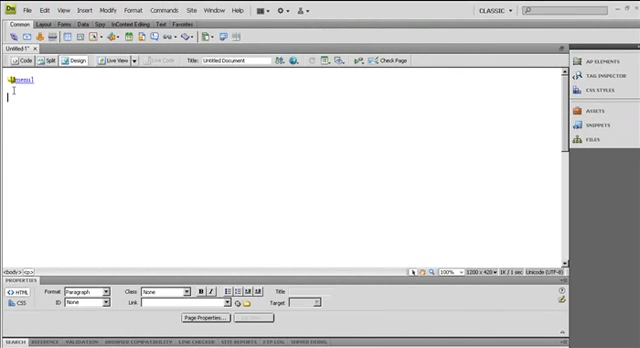 Dw File Edit View Insert Modify Format Commands Site Window Help CLASSIC
Common Layout Forms Data Spry InContext Editing Text Favorites
Untitled 1* x
Code Split Design Live View Live Code Title: Untitled Document Check Page
menu1
AP ELEMENTS
TAG INSPECTOR
CSS STYLES
ASSETS
SNIPPETS
FILES
<body> <p> 100% 1200 x 420 1K / 1 sec Unicode (UTF-8)
PROPERTIES
HTML Format Paragraph Class None B I Title
CSS ID None Link Target
Page Properties...
SEARCH REFERENCE VALIDATION BROWSER COMPATIBILITY LINK CHECKER SITE REPORTS FTP LOG SERVER DEBUG